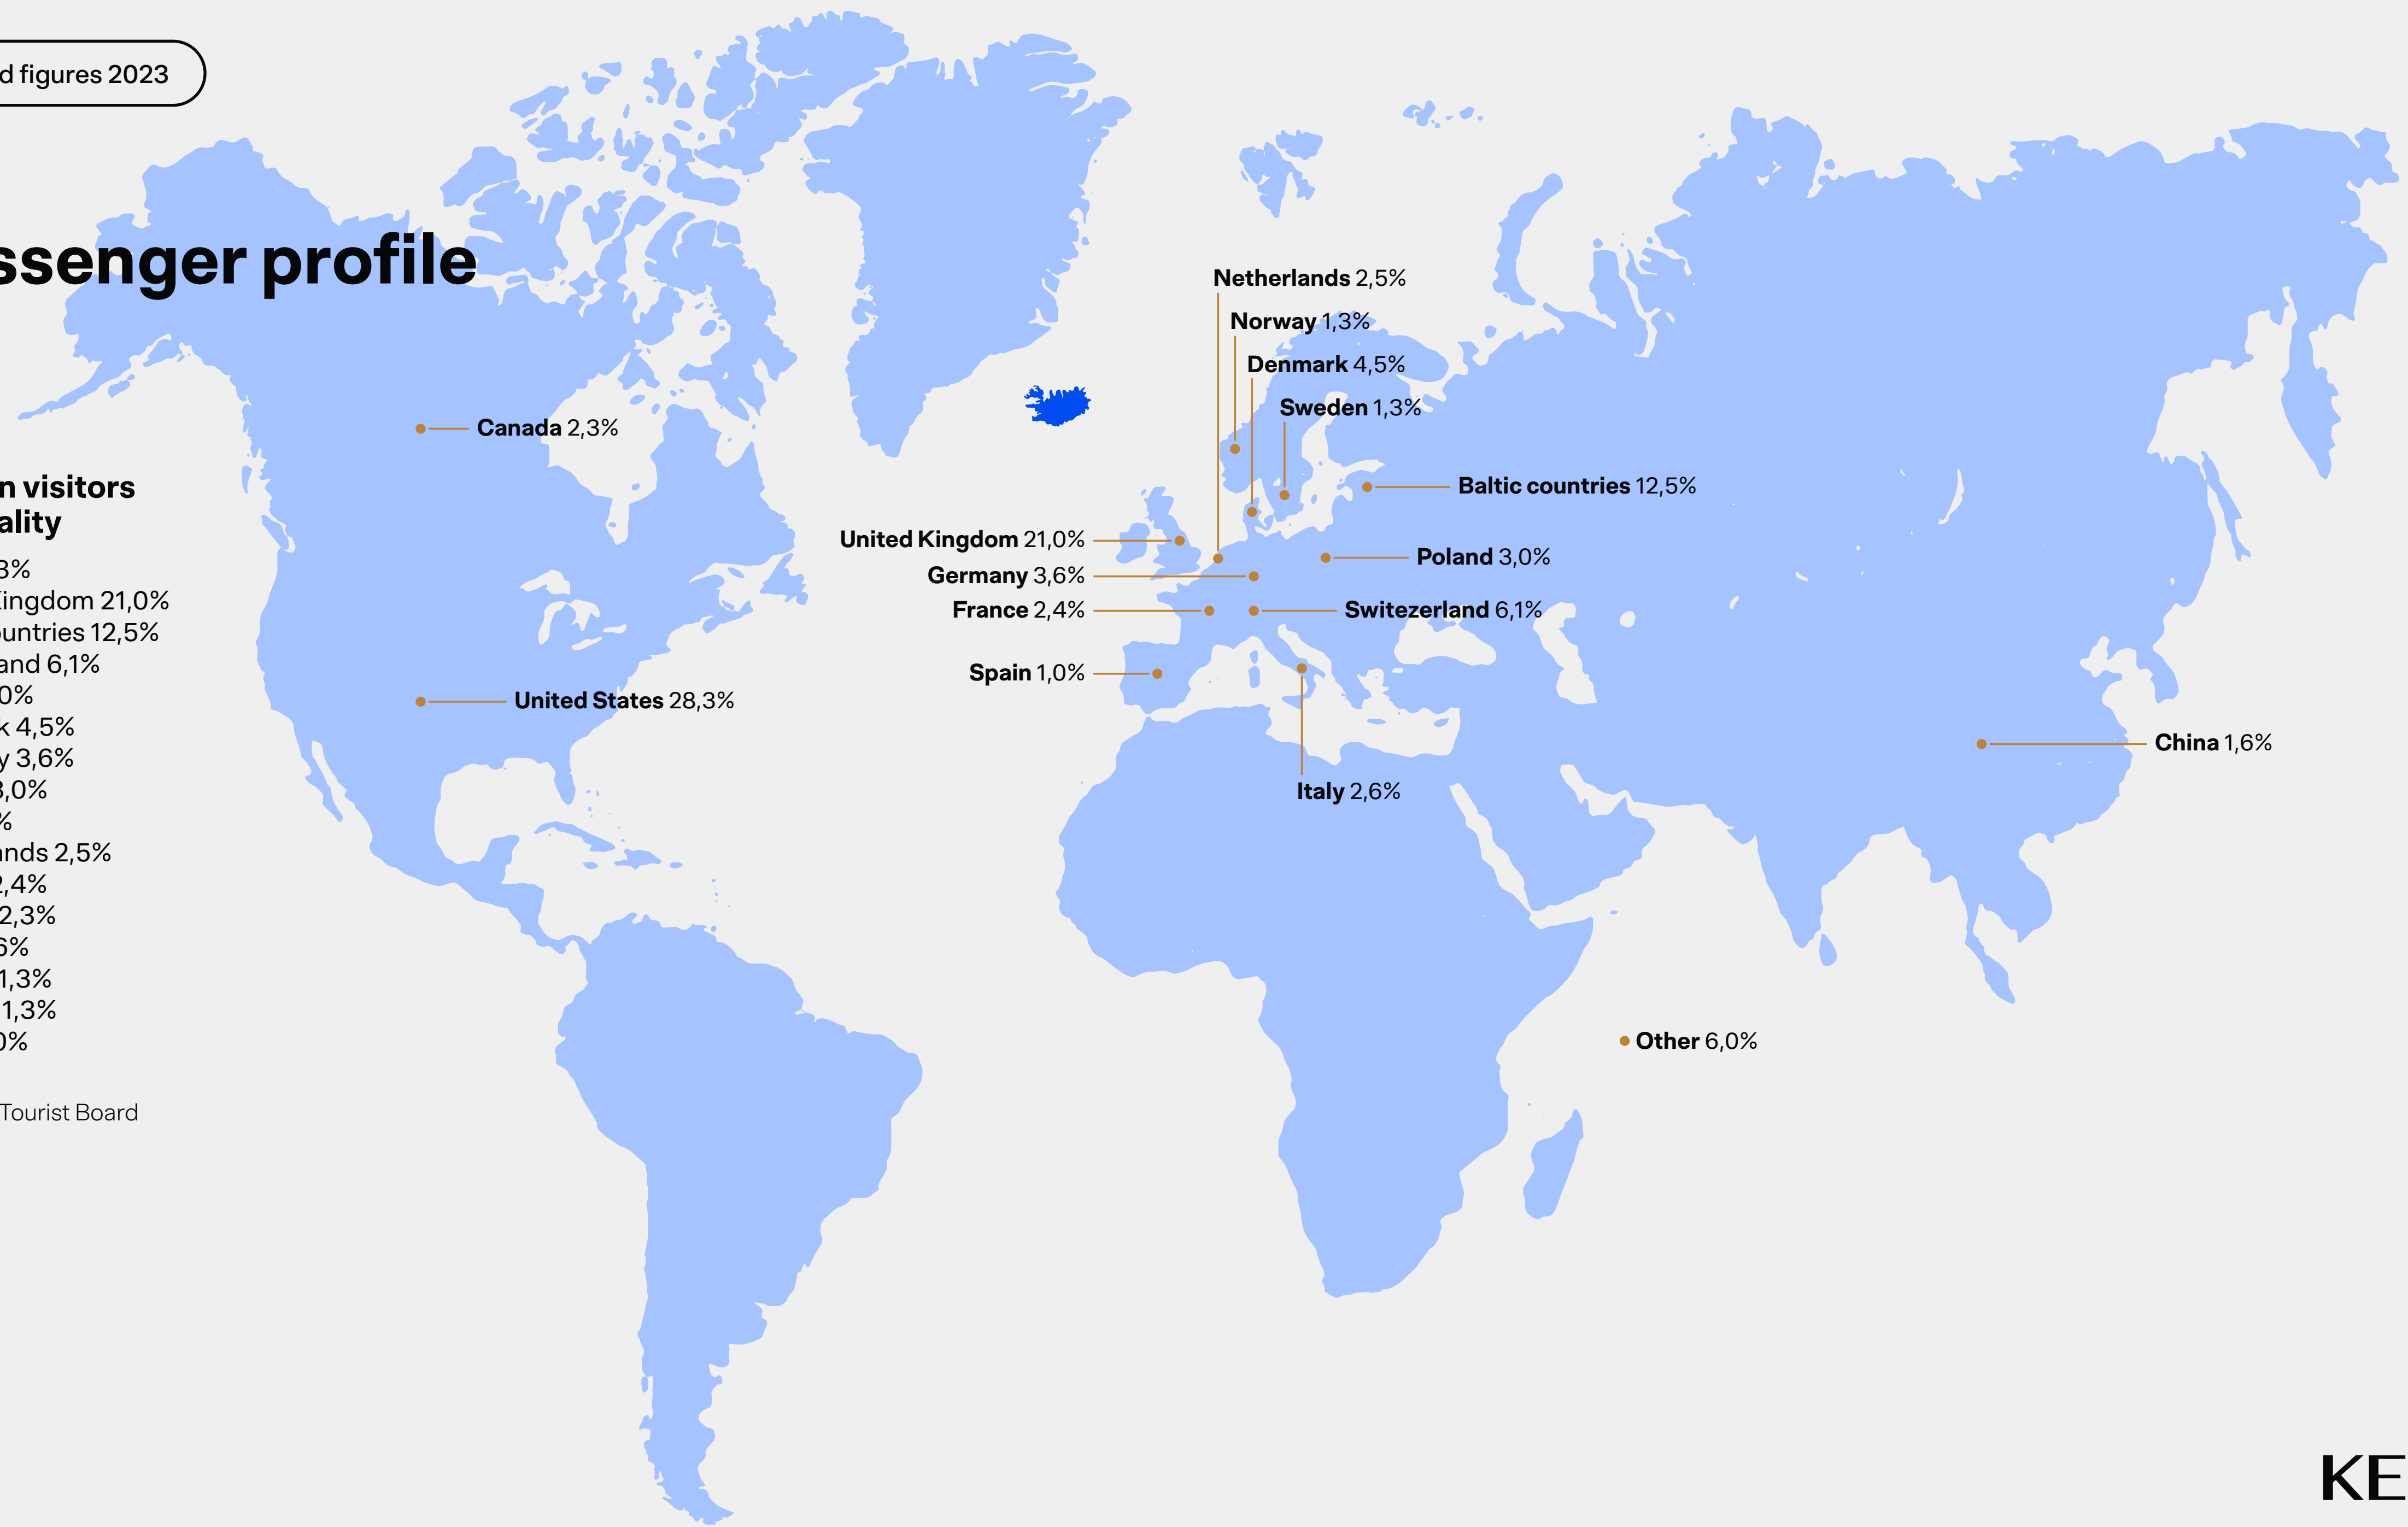 d figures 2023
ssenger profile
n visitors
ality
3%
Kingdom 21,0%
ountries 12,5%
and 6,1%
0%
k 4,5%
y 3,6%
3,0%
%
ands 2,5%
2,4%
2,3%
6%
1,3%
1,3%
0%
Tourist Board
Canada 2,3%
United States 28,3%
Netherlands 2,5%
Norway 1,3%
Denmark 4,5%
Sweden 1,3%
Baltic countries 12,5%
United Kingdom 21,0%
Poland 3,0%
Germany 3,6%
France 2,4%
Switezerland 6,1%
Spain 1,0%
Italy 2,6%
China 1,6%
Other 6,0%
KE